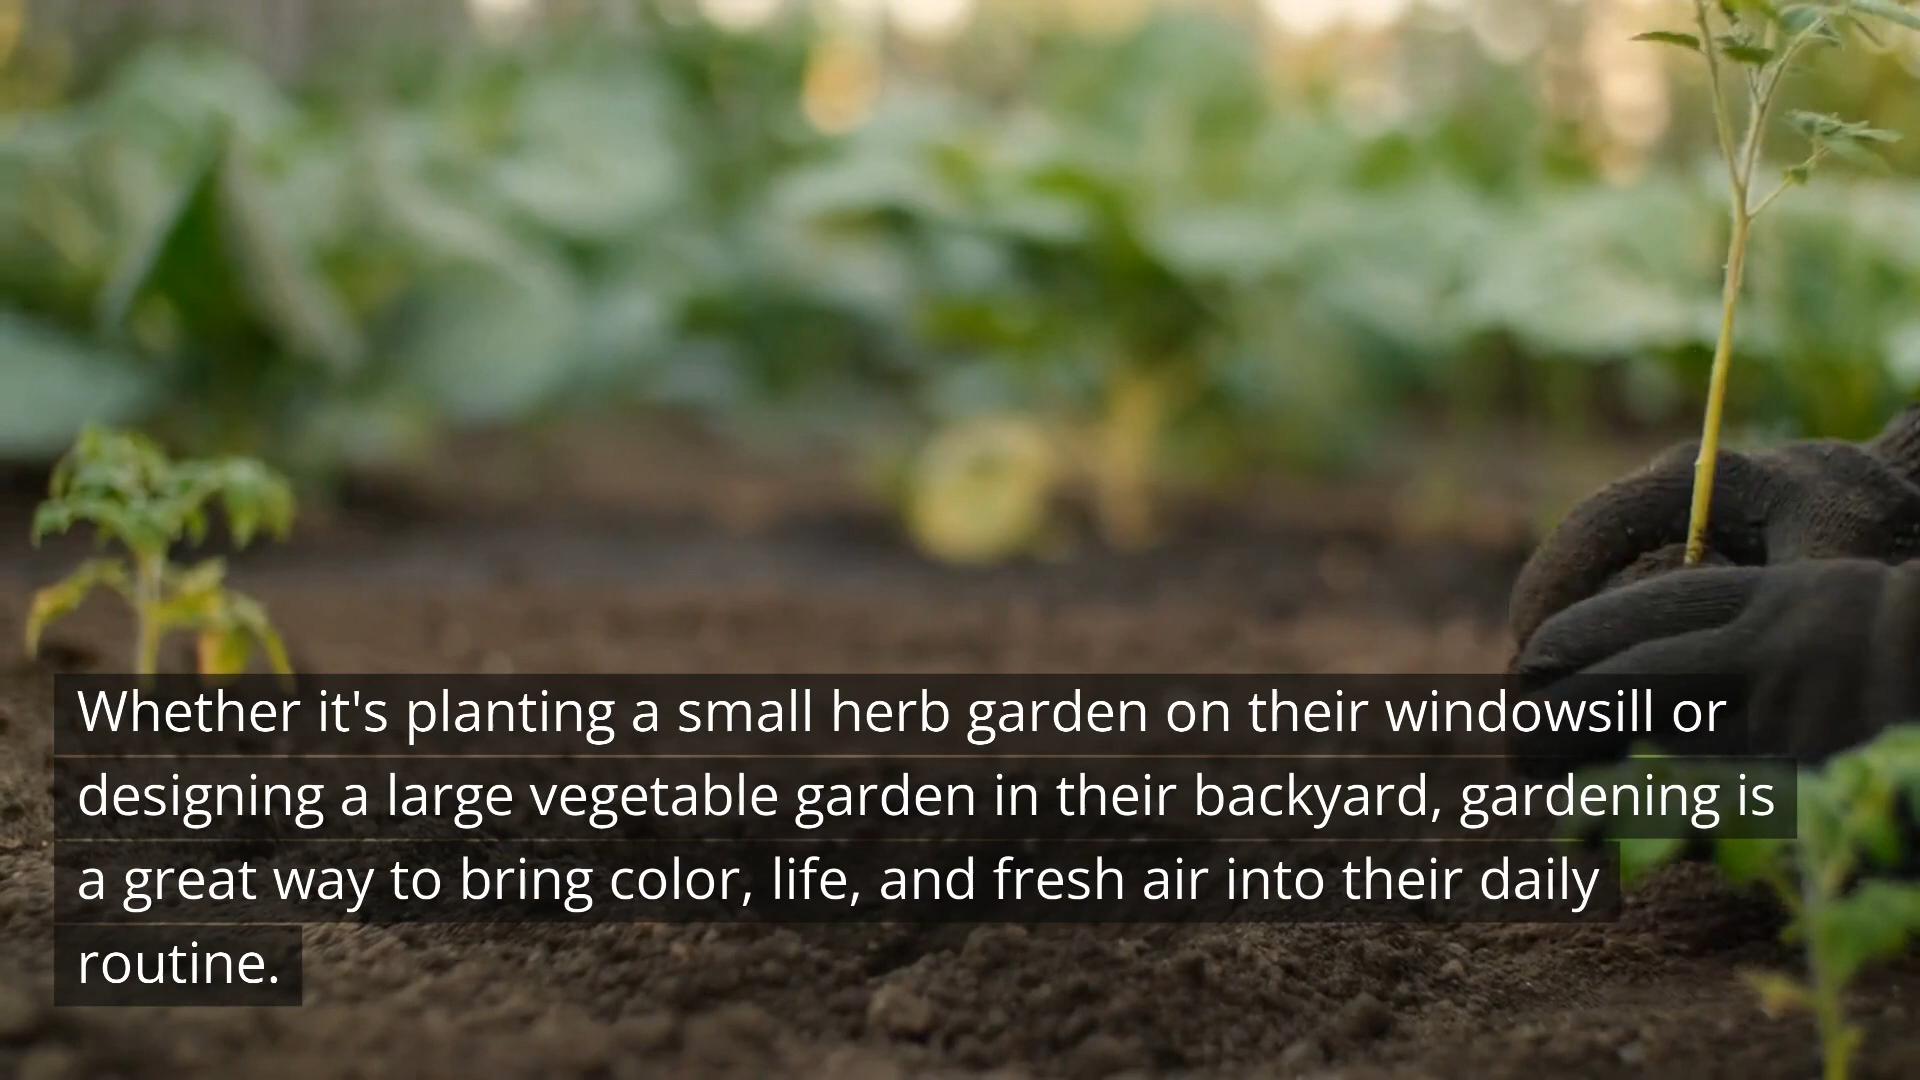 Whether it's planting a small herb garden on their windowsill or
designing a large vegetable garden in their backyard, gardening is
a great way to bring color, life, and fresh air into their daily
routine.